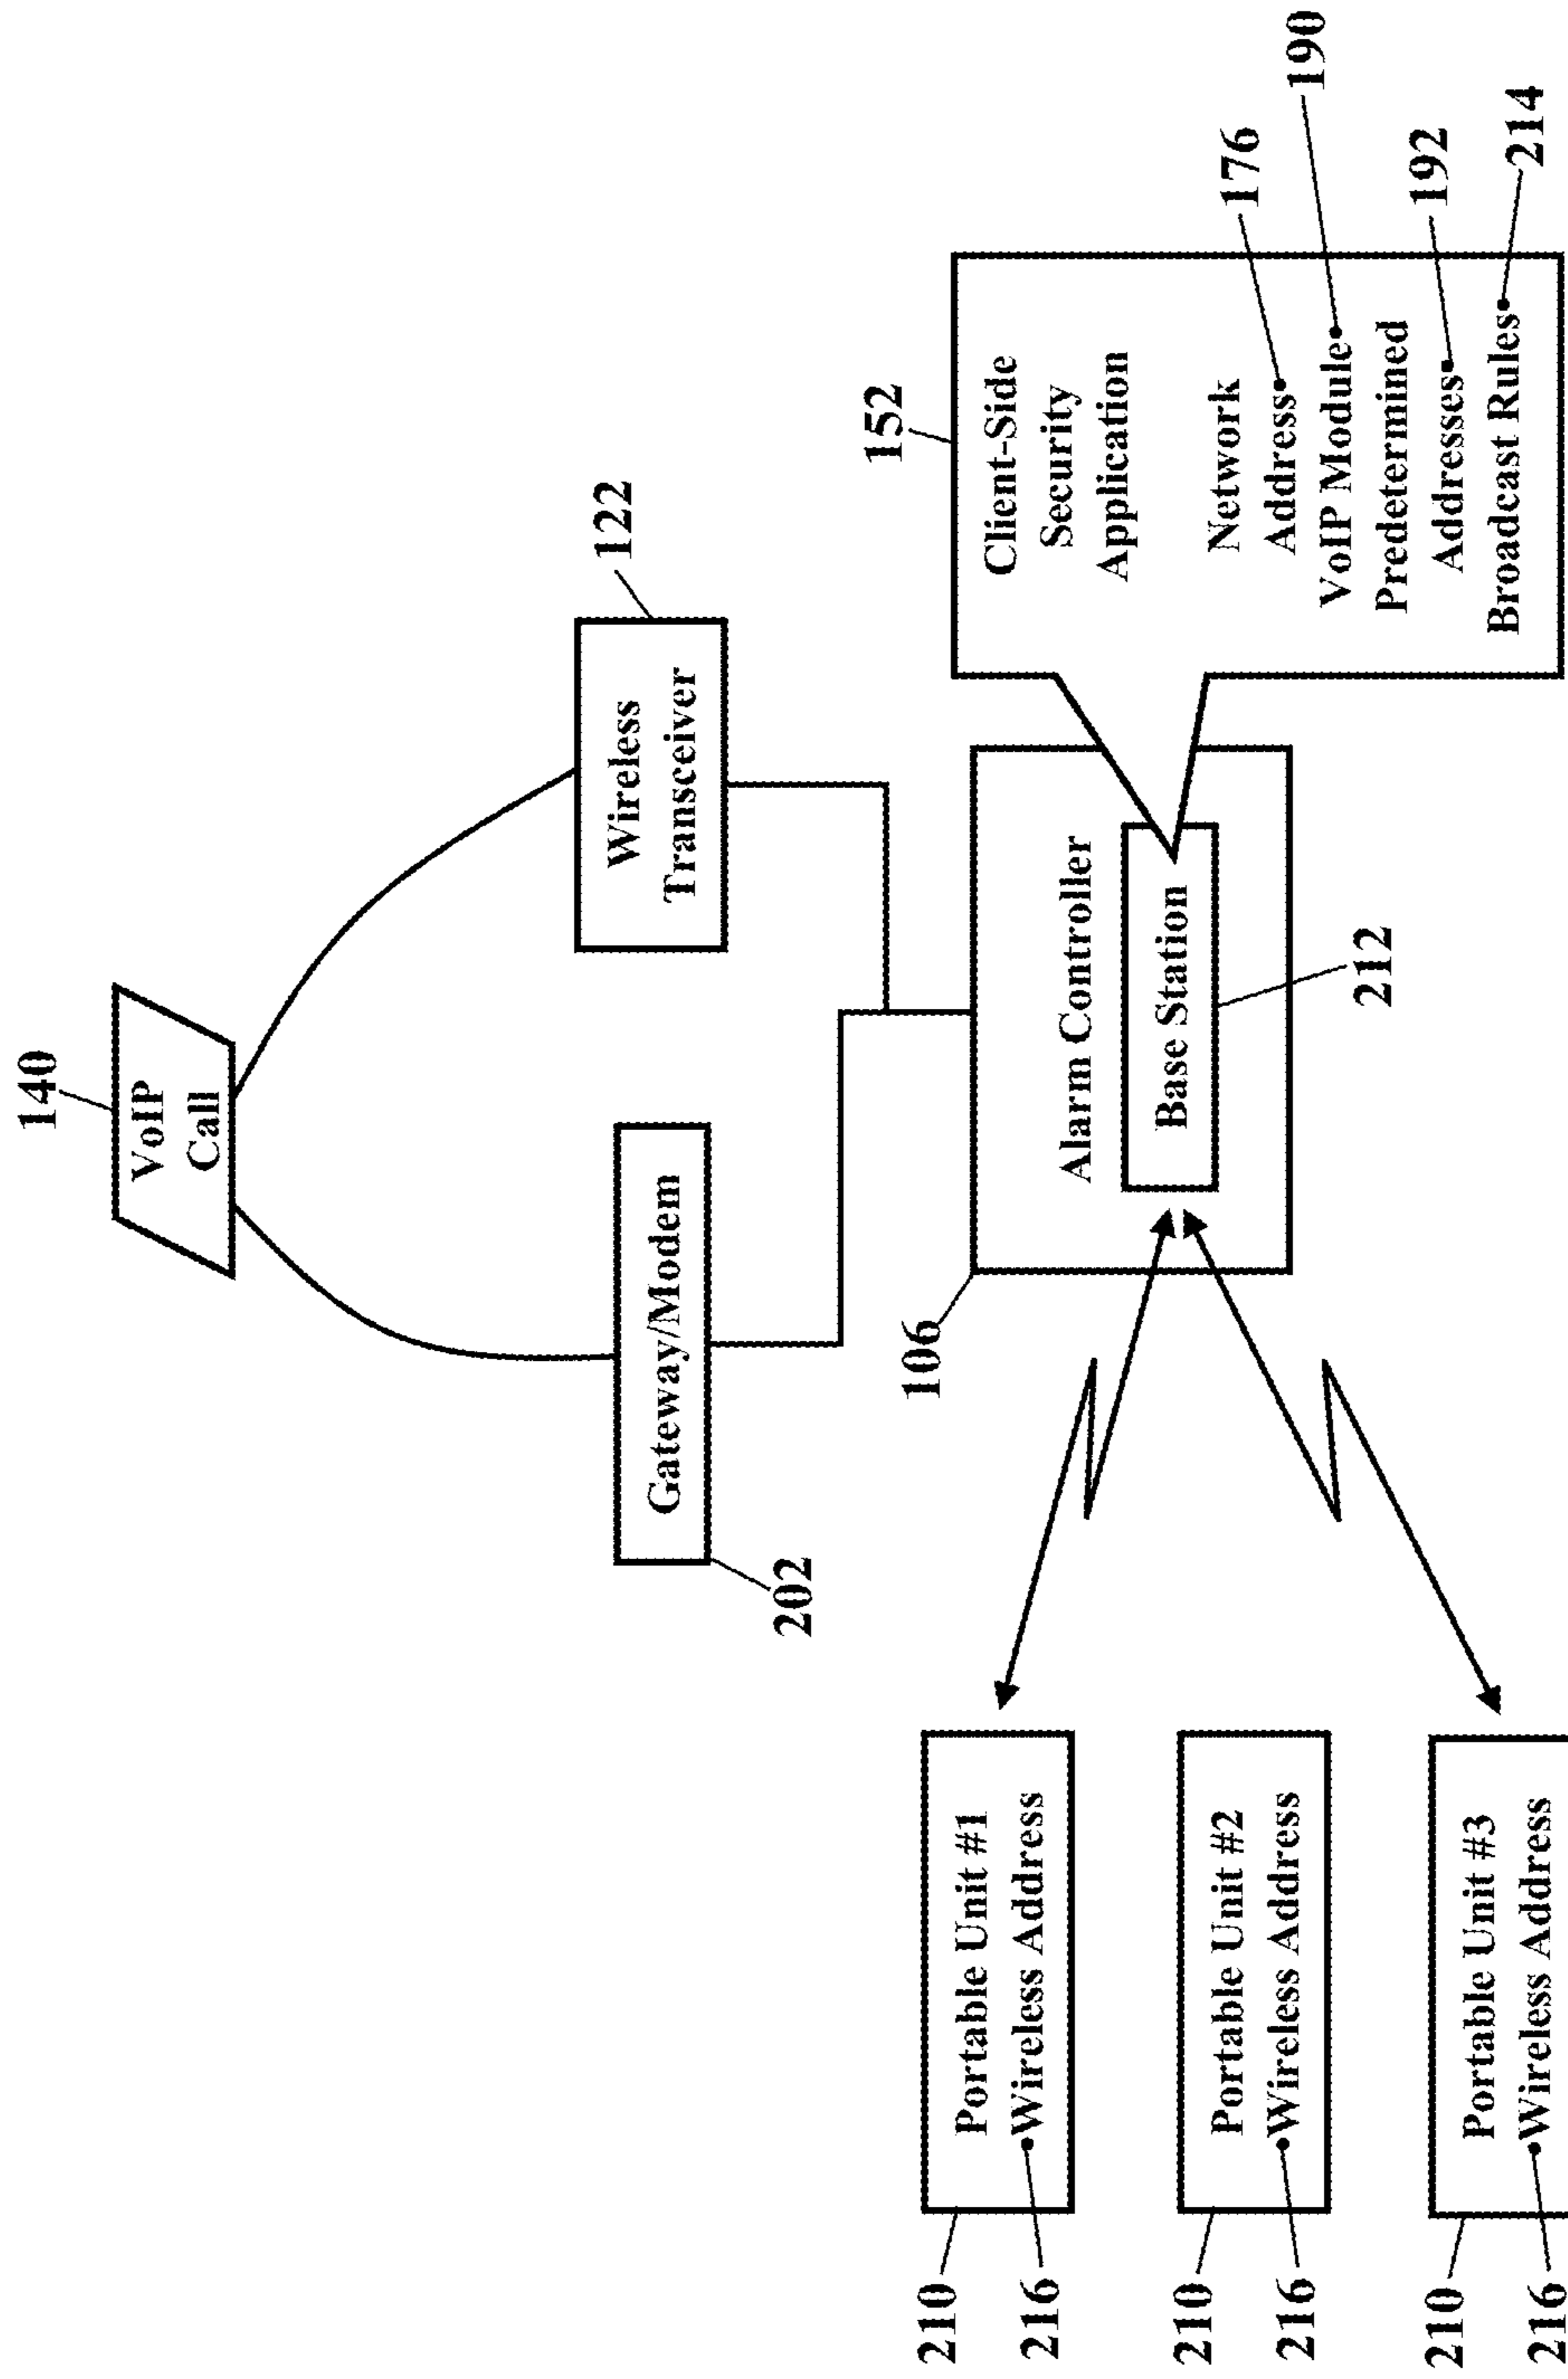 140
VoIP
Call
Gateway/Modem
202
Wireless
Transceiver
122
106
Alarm Controller
Base Station
212
152
Client-Side
Security
Application
Network
Address
176
VoIP Module
190
Predetermined
Addresses
192
Broadcast Rules
214
Portable Unit #1
Wireless Address
210
216
Portable Unit #2
Wireless Address
210
216
Portable Unit #3
Wireless Address
210
216